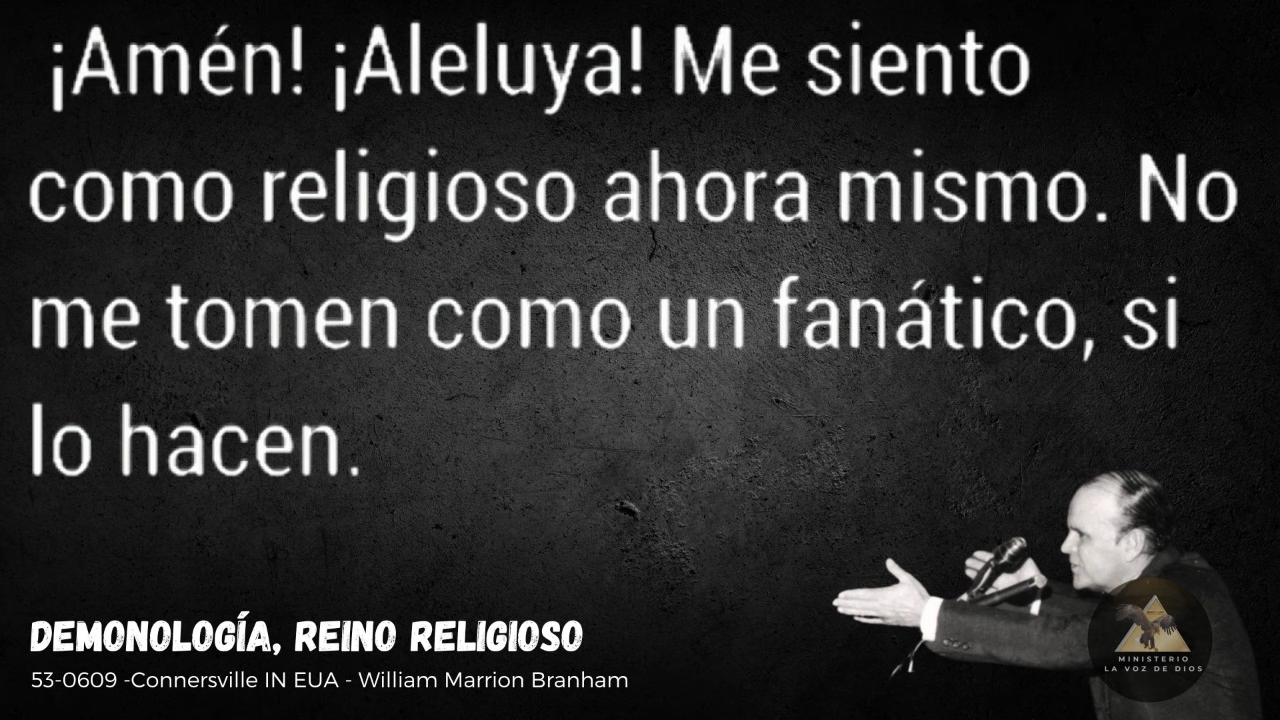 ¡Amén! ¡Aleluya! Me siento
como religioso ahora mismo. No
me tomen como un fanático, si
lo hacen.
DEMONOLOGÍA, REINO RELIGIOSO
53-0609 -Connersville IN EUA - William Marrion Branham
MINISTERIO
LA VOZ DE DIOS